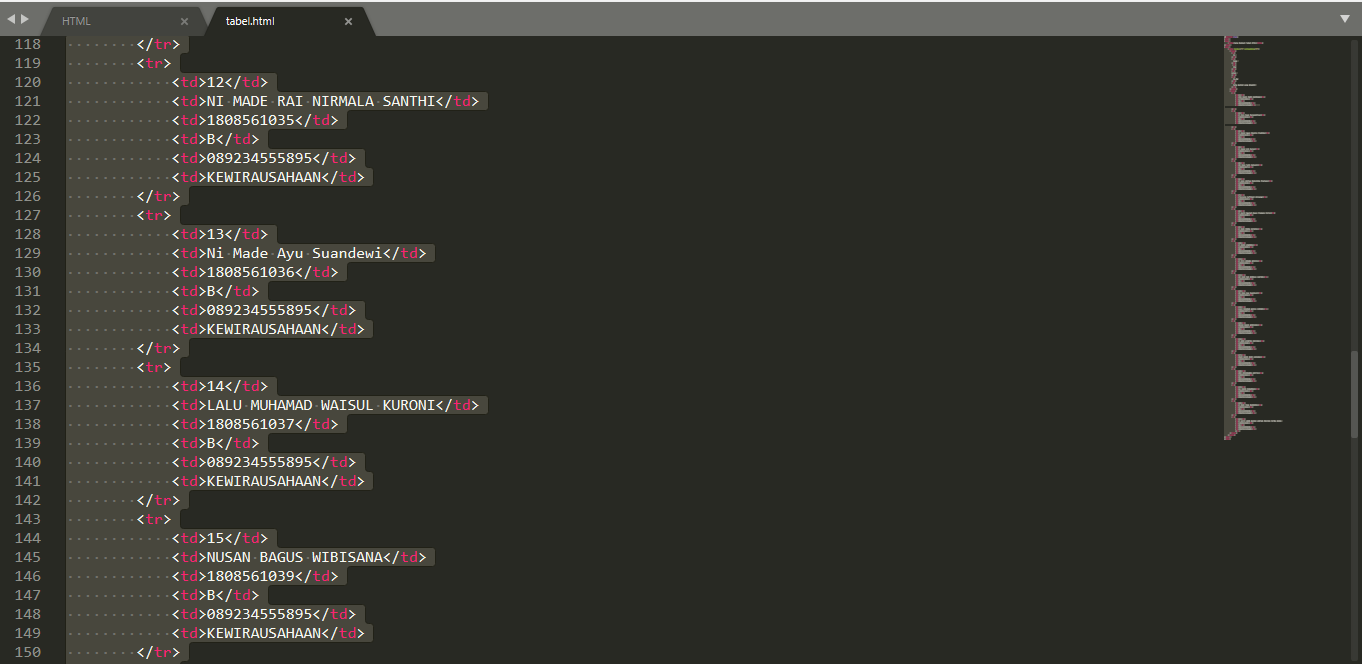 HTML × tabel.html ×
118 </tr>
119 <tr>
120 <td>12</td>
121 <td>NI MADE RAI NIRMALA SANTHI</td>
122 <td>1808561035</td>
123 <td>B</td>
124 <td>089234555895</td>
125 <td>KEWIRAUSAHAAN</td>
126 </tr>
127 <tr>
128 <td>13</td>
129 <td>Ni Made Ayu Suandewi</td>
130 <td>1808561036</td>
131 <td>B</td>
132 <td>089234555895</td>
133 <td>KEWIRAUSAHAAN</td>
134 </tr>
135 <tr>
136 <td>14</td>
137 <td>LALU MUHAMAD WAISUL KURONI</td>
138 <td>1808561037</td>
139 <td>B</td>
140 <td>089234555895</td>
141 <td>KEWIRAUSAHAAN</td>
142 </tr>
143 <tr>
144 <td>15</td>
145 <td>NUSAN BAGUS WIBISANA</td>
146 <td>1808561039</td>
147 <td>B</td>
148 <td>089234555895</td>
149 <td>KEWIRAUSAHAAN</td>
150 </tr>